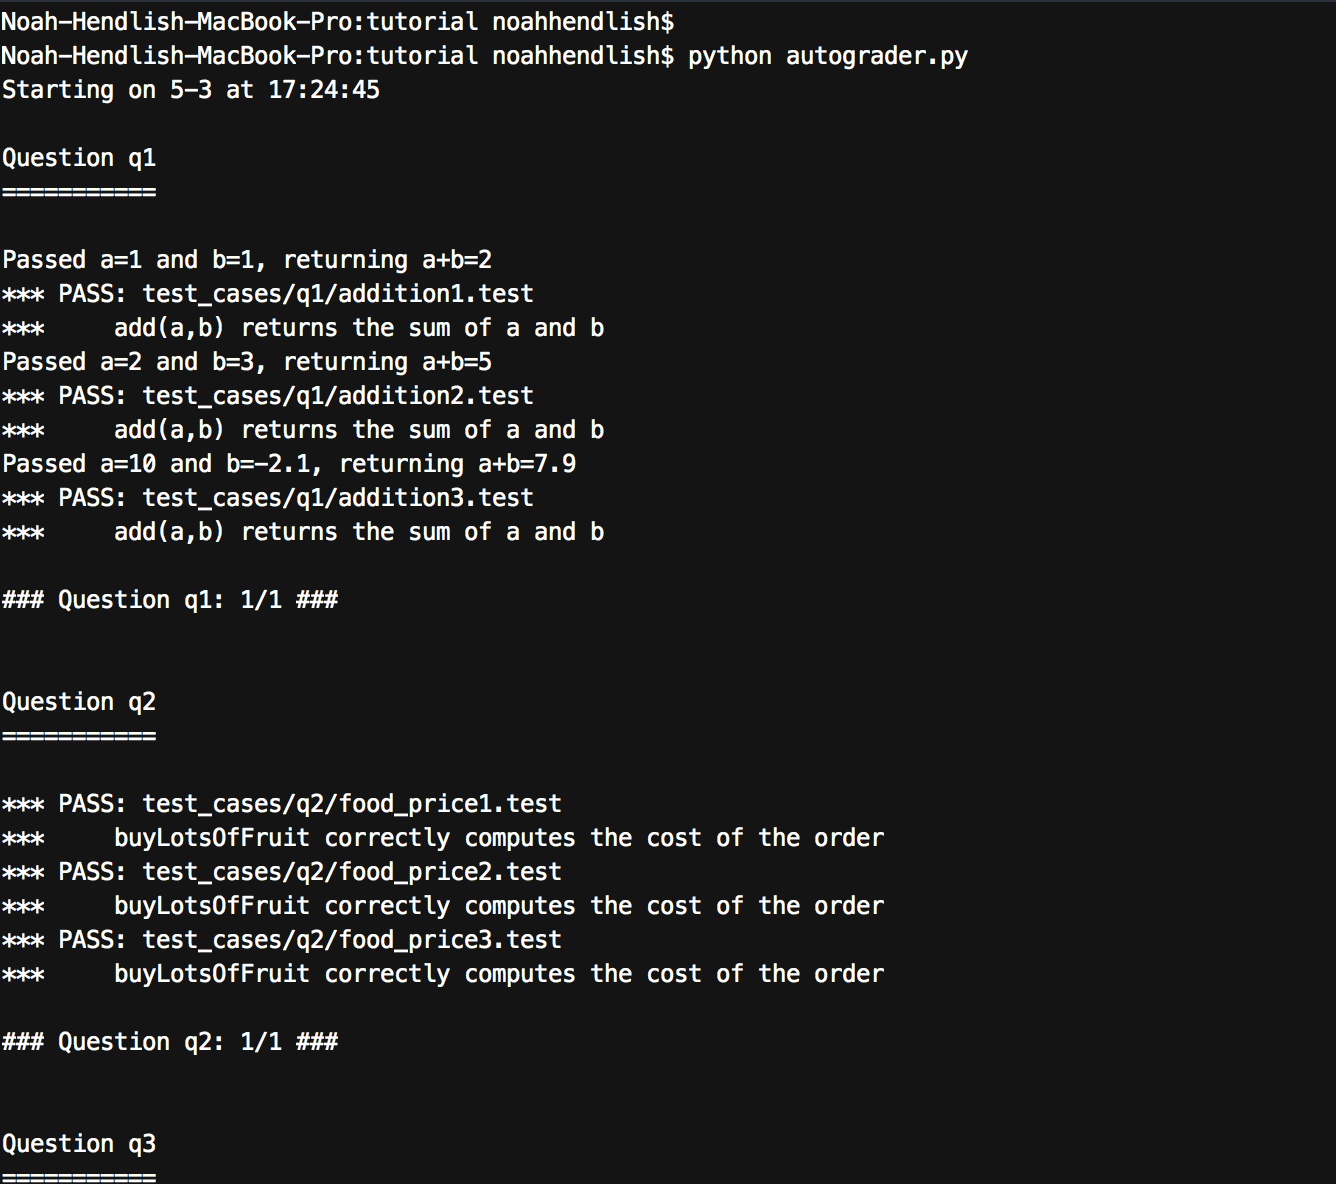 Noah-Hendlish-MacBook-Pro:tutorial noahhendlish$
Noah-Hendlish-MacBook-Pro:tutorial noahhendlish$ python autograder.py
Starting on 5-3 at 17:24:45
Question q1
===========
Passed a=1 and b=1, returning a+b=2
*** PASS: test_cases/q1/addition1.test
***     add(a,b) returns the sum of a and b
Passed a=2 and b=3, returning a+b=5
*** PASS: test_cases/q1/addition2.test
***     add(a,b) returns the sum of a and b
Passed a=10 and b=-2.1, returning a+b=7.9
*** PASS: test_cases/q1/addition3.test
***     add(a,b) returns the sum of a and b
### Question q1: 1/1 ###
Question q2
===========
*** PASS: test_cases/q2/food_price1.test
***     buyLotsOfFruit correctly computes the cost of the order
*** PASS: test_cases/q2/food_price2.test
***     buyLotsOfFruit correctly computes the cost of the order
*** PASS: test_cases/q2/food_price3.test
***     buyLotsOfFruit correctly computes the cost of the order
### Question q2: 1/1 ###
Question q3
===========